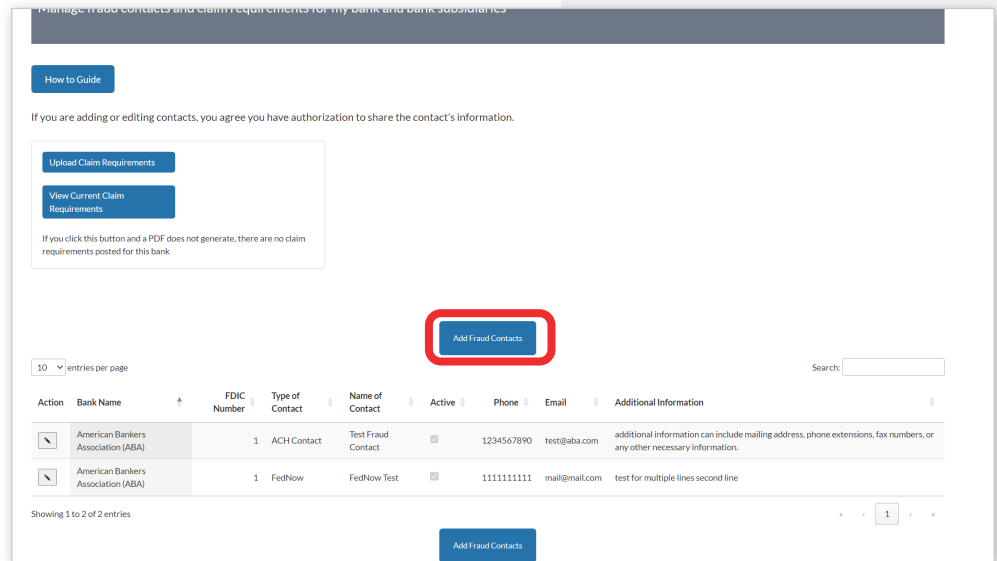 Manage fraud contacts and claim requirements for my bank and bank subsidiaries
How to Guide
If you are adding or editing contacts, you agree you have authorization to share the contact's information.
Upload Claim Requirements
View Current Claim
Requirements
If you click this button and a PDF does not generate, there are no claim
requirements posted for this bank
Add Fraud Contacts
10 entries per page
Search:
Action Bank Name FDIC Number Type of Contact Name of Contact Active Phone Email Additional Information
American Bankers Association (ABA) 1 ACH Contact Test Fraud Contact 1234567890 test@aba.com additional information can include mailing address, phone extensions, fax numbers, or
any other necessary information.
American Bankers Association (ABA) 1 FedNow FedNow Test 1111111111 mail@mail.com test for multiple lines second line
Showing 1 to 2 of 2 entries
« ‹ 1 › »
Add Fraud Contacts